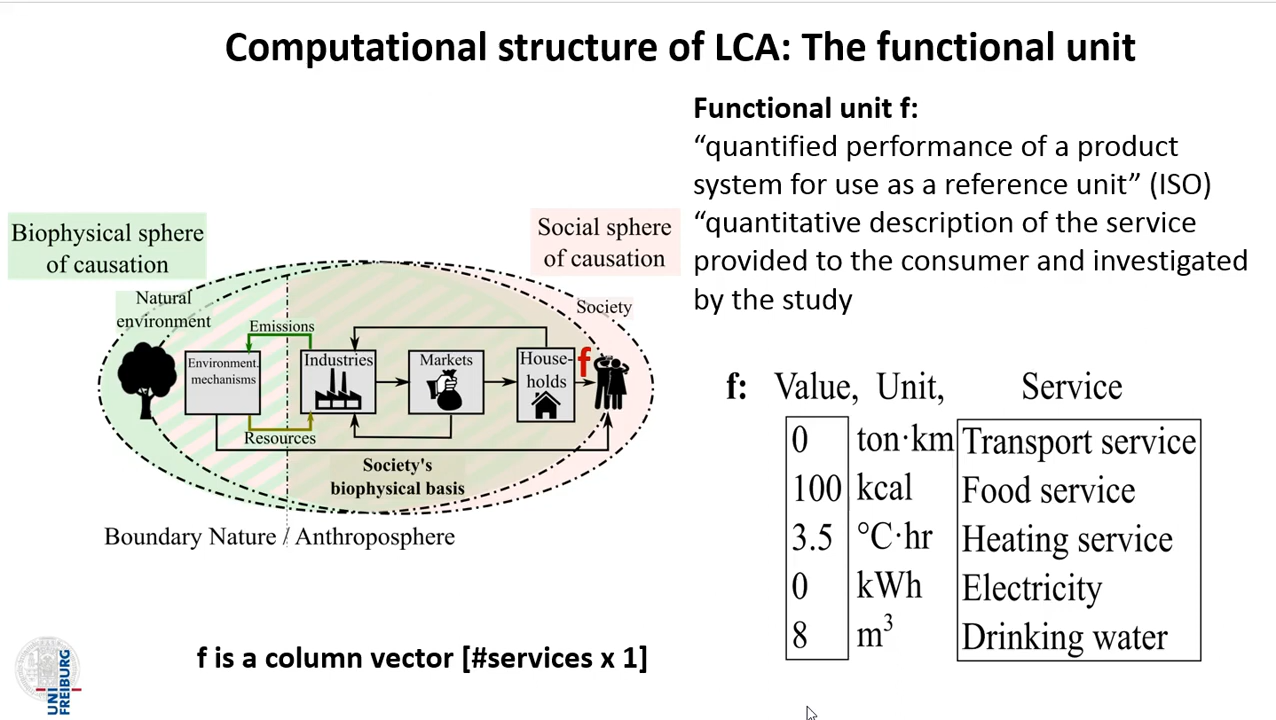 Computational structure of LCA: The functional unit
Functional unit f:
“quantified performance of a product
system for use as a reference unit” (ISO)
“quantitative description of the service
provided to the consumer and investigated
by the study
Biophysical sphere
of causation
Social sphere
of causation
Natural
environment
Society
Emissions
Environment.
mechanisms
Industries
Markets
House-
holds
f
Resources
Society's
biophysical basis
Boundary Nature / Anthroposphere
f: Value, Unit, Service
0 ton·km Transport service
100 kcal Food service
3.5 °C·hr Heating service
0 kWh Electricity
8 m³ Drinking water
f is a column vector [#services x 1]
UNI
FREIBURG